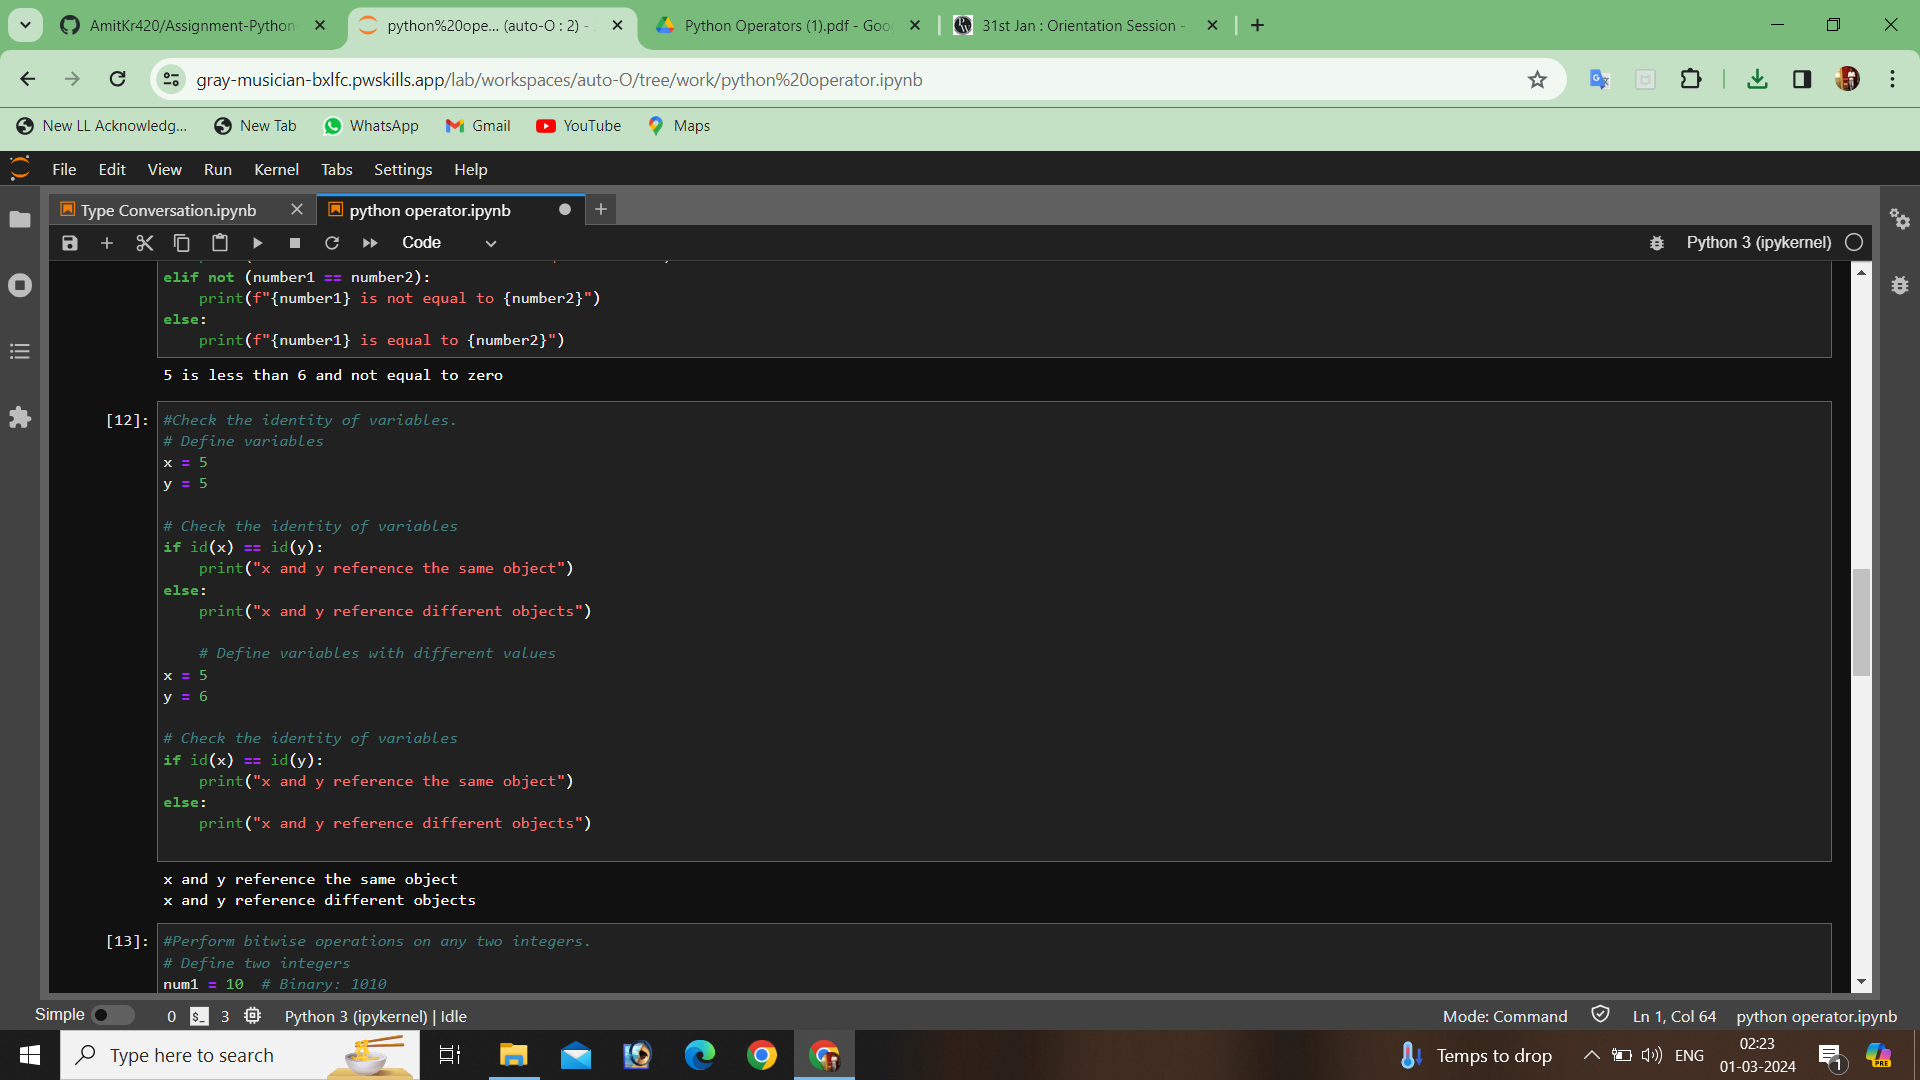 AmitKr420/Assignment-Python-
python%20ope... (auto-O : 2) -
Python Operators (1).pdf - Goo
31st Jan : Orientation Session -
gray-musician-bxlfc.pwskills.app/lab/workspaces/auto-O/tree/work/python%20operator.ipynb
New LL Acknowledg...
New Tab
WhatsApp
Gmail
YouTube
Maps
File Edit View Run Kernel Tabs Settings Help
Type Conversation.ipynb
python operator.ipynb
Code
Python 3 (ipykernel)
elif not (number1 == number2):
    print(f"{number1} is not equal to {number2}")
else:
    print(f"{number1} is equal to {number2}")
5 is less than 6 and not equal to zero
[12]:
#Check the identity of variables.
# Define variables
x = 5
y = 5
# Check the identity of variables
if id(x) == id(y):
    print("x and y reference the same object")
else:
    print("x and y reference different objects")
    # Define variables with different values
x = 5
y = 6
# Check the identity of variables
if id(x) == id(y):
    print("x and y reference the same object")
else:
    print("x and y reference different objects")
x and y reference the same object
x and y reference different objects
[13]:
#Perform bitwise operations on any two integers.
# Define two integers
num1 = 10  # Binary: 1010
Simple 0 $_ 3 Python 3 (ipykernel) | Idle
Mode: Command Ln 1, Col 64 python operator.ipynb
Type here to search
Temps to drop
ENG
02:23
01-03-2024
1
PRE